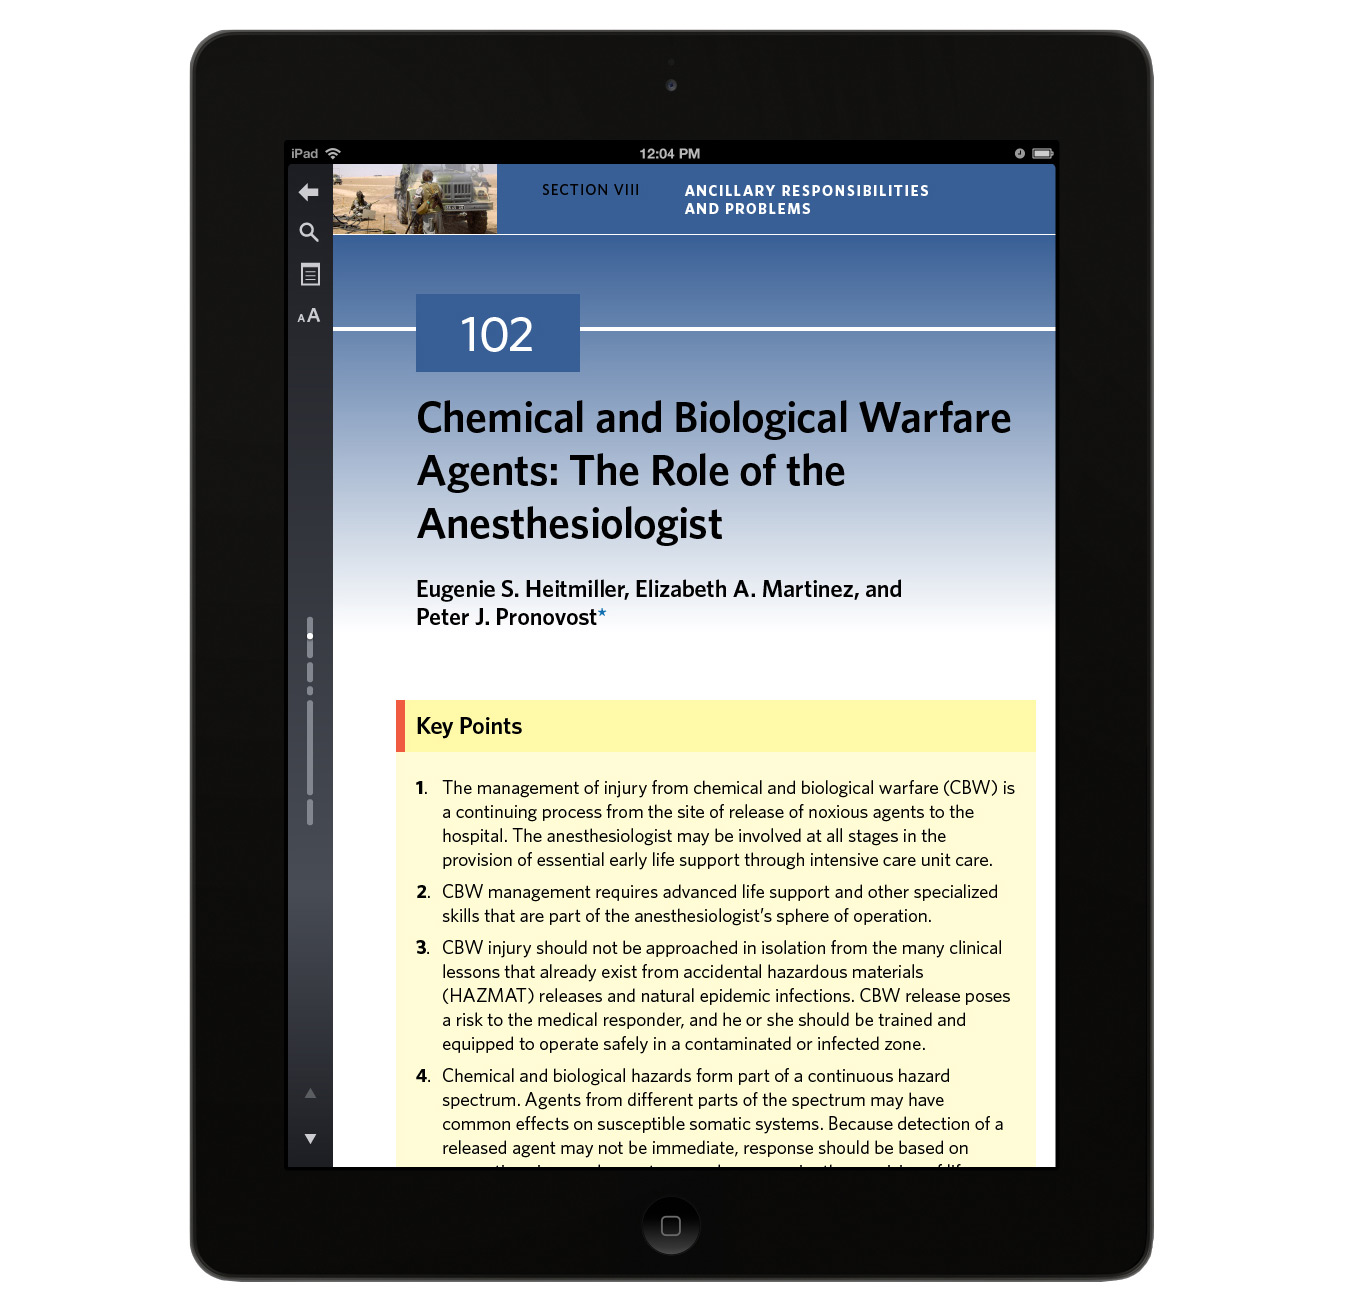 iPad 12:04 PM
SECTION VIII
ANCILLARY RESPONSIBILITIES
AND PROBLEMS
AA
102
Chemical and Biological Warfare
Agents: The Role of the
Anesthesiologist
Eugenie S. Heitmiller, Elizabeth A. Martinez, and
Peter J. Pronovost*
Key Points
1. The management of injury from chemical and biological warfare (CBW) is
a continuing process from the site of release of noxious agents to the
hospital. The anesthesiologist may be involved at all stages in the
provision of essential early life support through intensive care unit care.
2. CBW management requires advanced life support and other specialized
skills that are part of the anesthesiologist’s sphere of operation.
3. CBW injury should not be approached in isolation from the many clinical
lessons that already exist from accidental hazardous materials
(HAZMAT) releases and natural epidemic infections. CBW release poses
a risk to the medical responder, and he or she should be trained and
equipped to operate safely in a contaminated or infected zone.
4. Chemical and biological hazards form part of a continuous hazard
spectrum. Agents from different parts of the spectrum may have
common effects on susceptible somatic systems. Because detection of a
released agent may not be immediate, response should be based on